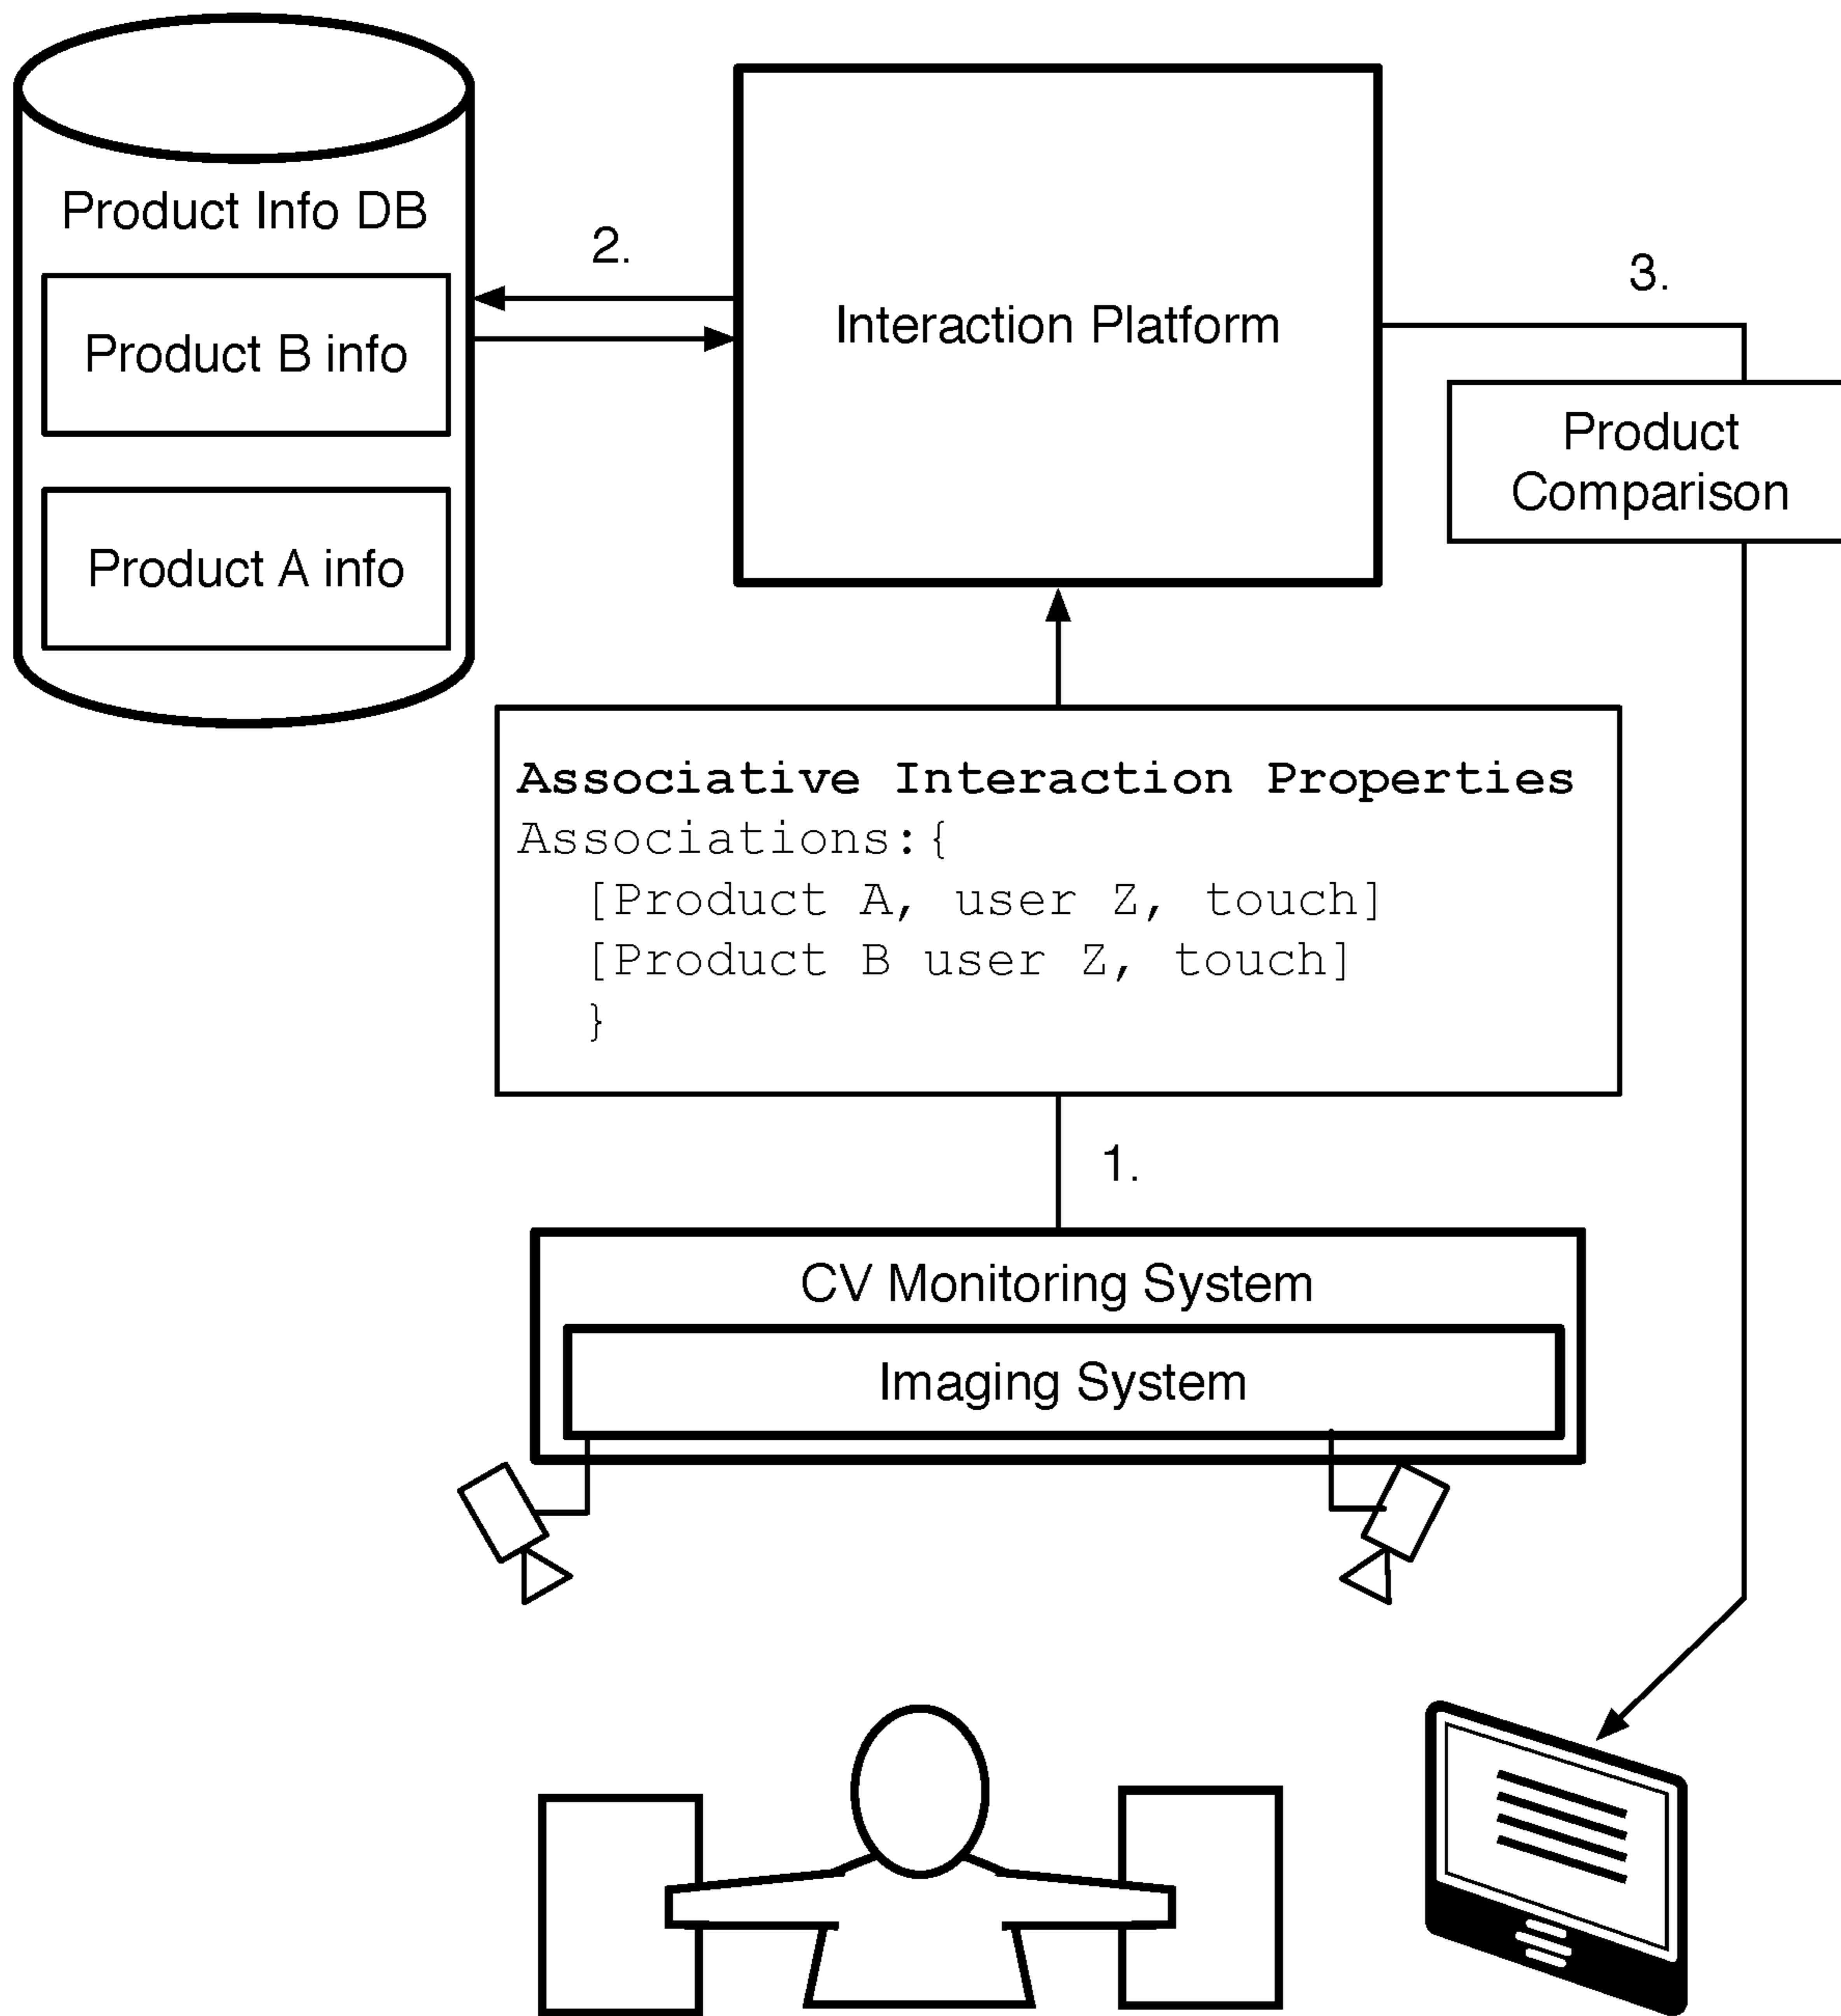 Product Info DB
Product B info
Product A info
2.
Interaction Platform
3.
Product
Comparison
Associative Interaction Properties
Associations:{
[Product A, user Z, touch]
[Product B user Z, touch]
}
1.
CV Monitoring System
Imaging System